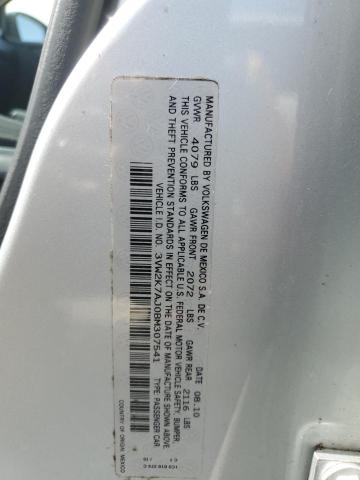 MANUFACTURED BY VOLKSWAGEN DE MEXICO S.A. DE C.V. DATE 08.10
GVWR 4079 LBS GAWR FRONT 2072 LBS GAWR REAR 2116 LBS
THIS VEHICLE CONFORMS TO ALL APPLICABLE U.S. FEDERAL MOTOR VEHICLE SAFETY, BUMPER,
AND THEFT PREVENTION STANDARDS IN EFFECT ON THE DATE OF MANUFACTURE SHOWN ABOVE.
VEHICLE I.D. NO. 3VW2K7AJ0BM307541 TYPE: PASSENGER CAR
COUNTRY OF ORIGIN: MEXICO